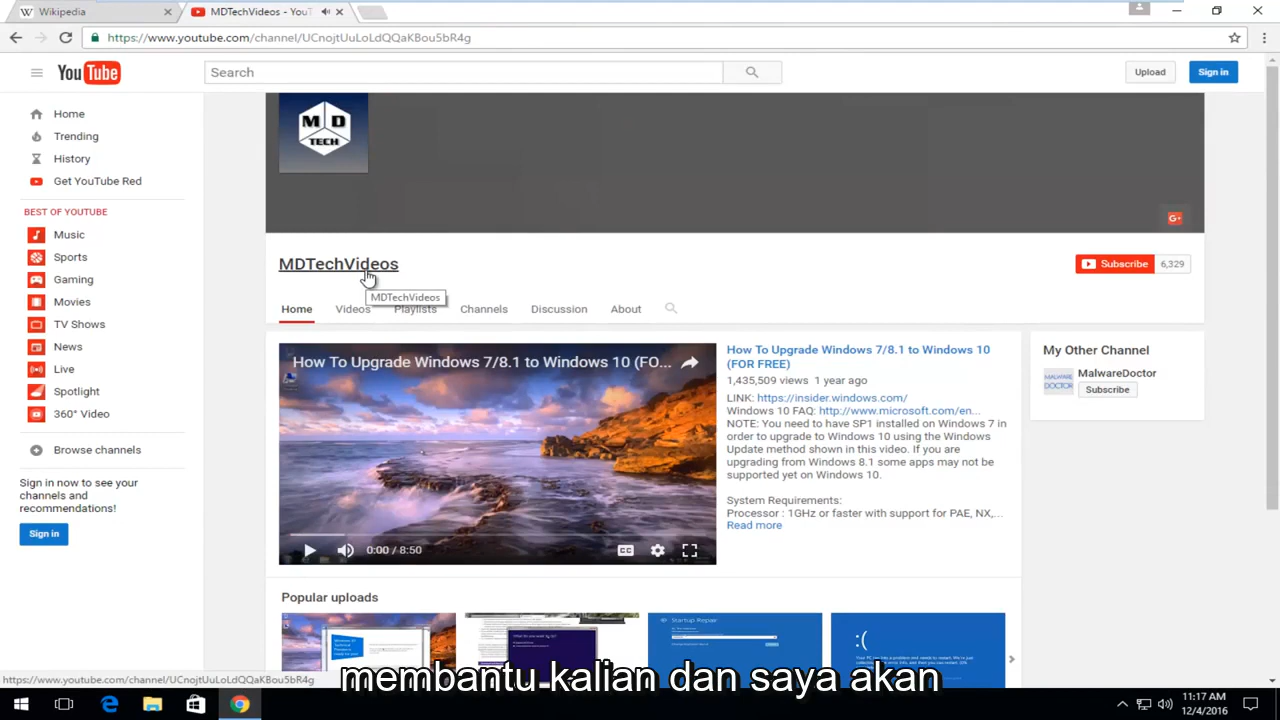 Wikipedia
MDTechVideos - YouT
https://www.youtube.com/channel/UCnojtUuLoLdQQaKBou5bR4g
YouTube
Search
Upload
Sign in
Home
Trending
History
Get YouTube Red
BEST OF YOUTUBE
Music
Sports
Gaming
Movies
TV Shows
News
Live
Spotlight
360° Video
Browse channels
Sign in now to see your
channels and
recommendations!
Sign in
MD
TECH
G+
MDTechVideos
MDTechVideos
Subscribe 6,329
Home Videos Playlists Channels Discussion About
How To Upgrade Windows 7/8.1 to Windows 10 (FO...
0:00 / 8:50
CC
How To Upgrade Windows 7/8.1 to Windows 10
(FOR FREE)
1,435,509 views 1 year ago
LINK: https://insider.windows.com/
Windows 10 FAQ: http://www.microsoft.com/en...
NOTE: You need to have SP1 installed on Windows 7 in
order to upgrade to Windows 10 using the Windows
Update method shown in this video. If you are
upgrading from Windows 8.1 some apps may not be
supported yet on Windows 10.
System Requirements:
Processor : 1GHz or faster with support for PAE, NX,...
Read more
My Other Channel
MALWARE
DOCTOR
MalwareDoctor
Subscribe
Popular uploads
Startup Repair
:(
membantu kalian dan saya akan
https://www.youtube.com/channel/UCnojtUuLoLdQQaKBou5bR4g
11:17 AM
12/4/2016